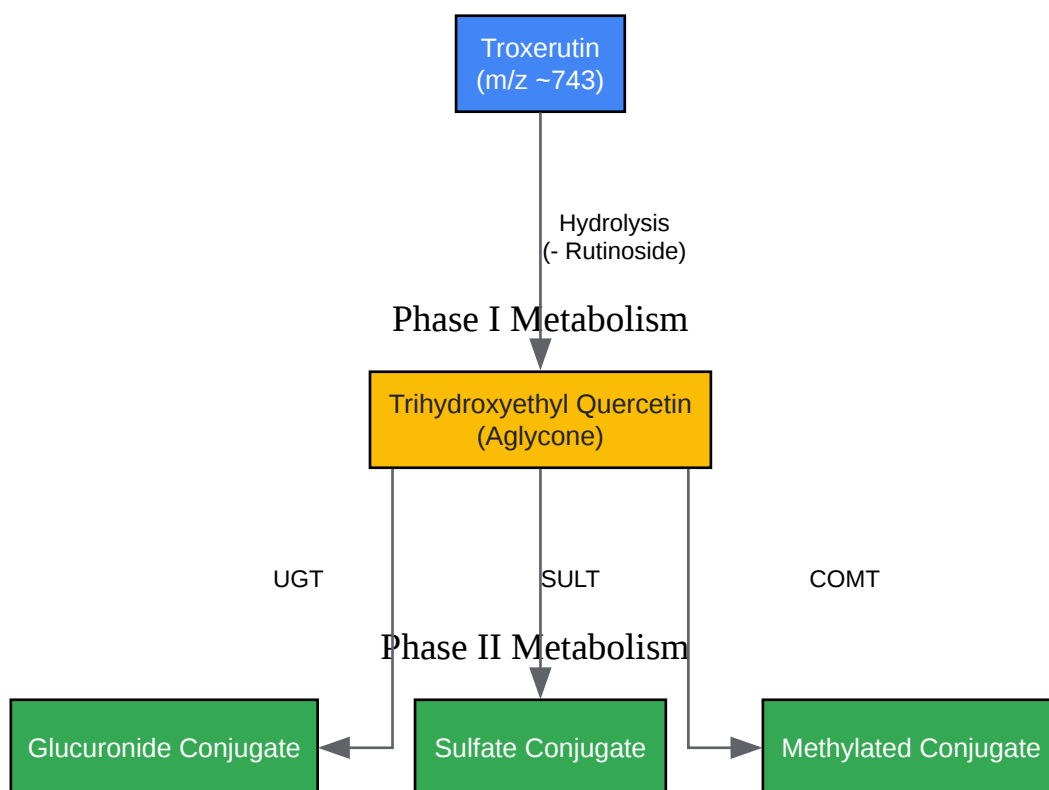 Troxerutin
(m/z ~743)
Hydrolysis
(- Rutinoside)
Phase I Metabolism
Trihydroxyethyl Quercetin
(Aglycone)
UGT
SULT
COMT
Phase II Metabolism
Glucuronide Conjugate
Sulfate Conjugate
Methylated Conjugate